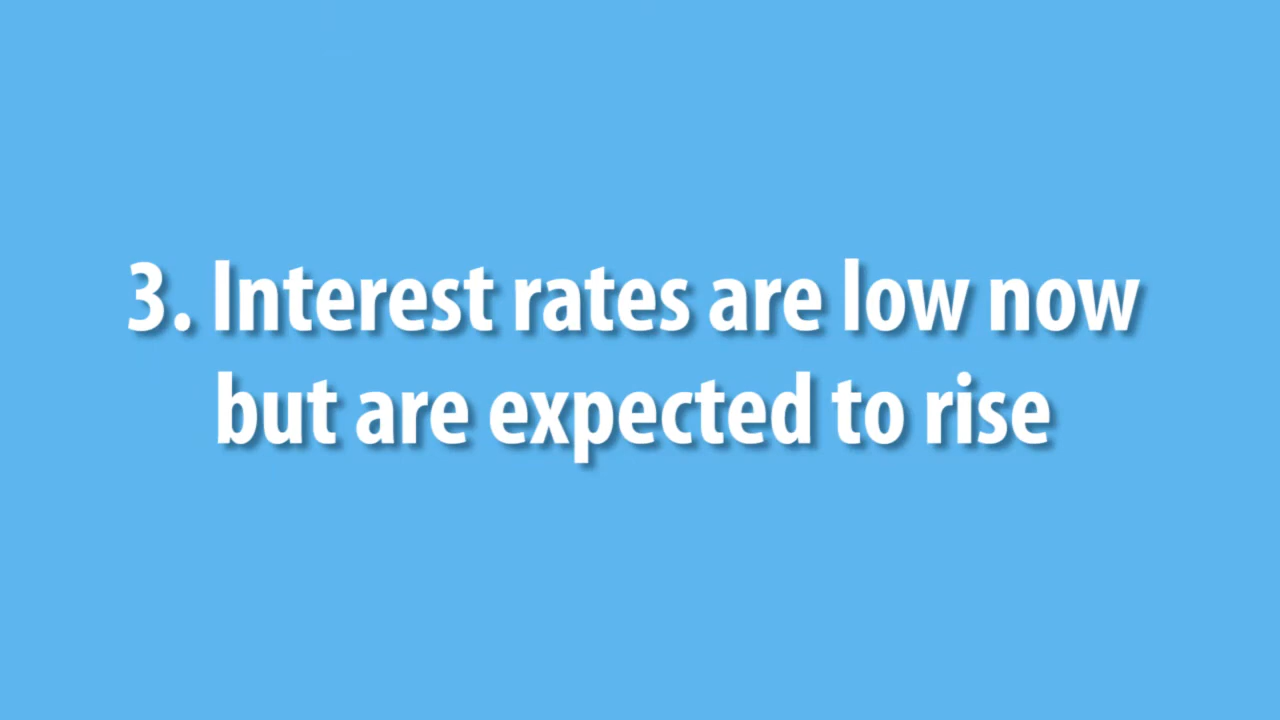 3. Interest rates are low now
but are expected to rise